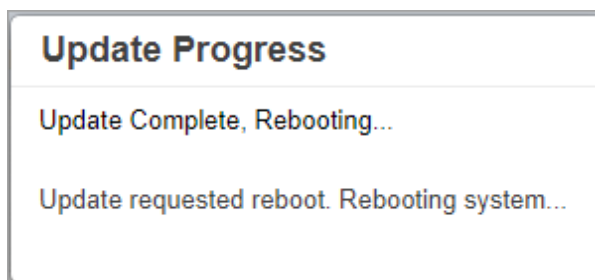 Update Progress
Update Complete, Rebooting...
Update requested reboot. Rebooting system...